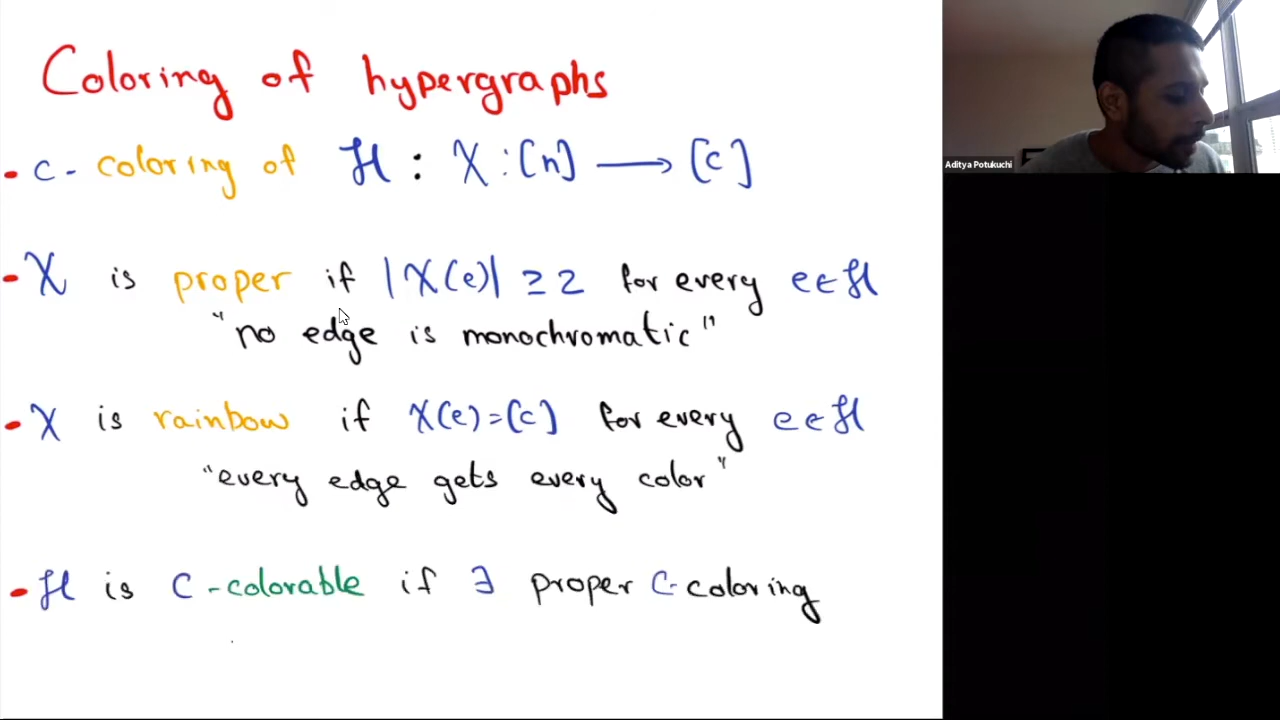 Coloring of hypergraphs
• c- coloring of H : χ : [n] ⟶ [c]
• χ is proper if |χ(e)| ≥ 2 for every e∈H
"no edge is monochromatic"
• χ is rainbow if χ(e)=[c] for every e∈H
"every edge gets every color"
• H is C-colorable if ∃ proper C-coloring
Aditya Potukuchi